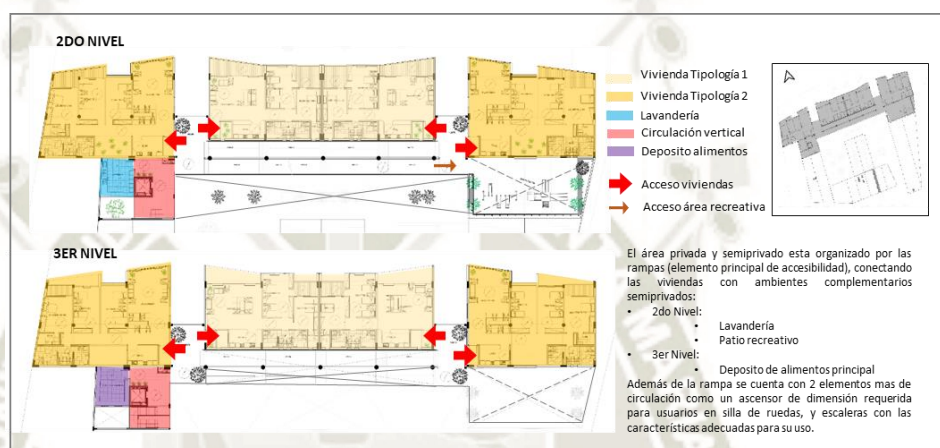 2DO NIVEL
Vivienda Tipología 1
Vivienda Tipología 2
Lavandería
Circulación vertical
Deposito alimentos
Acceso viviendas
Acceso área recreativa
3ER NIVEL
El área privada y semiprivado esta organizado por las
rampas (elemento principal de accesibilidad), conectando
las viviendas con ambientes complementarios
semiprivados:
• 2do Nivel:
• Lavandería
• Patio recreativo
• 3er Nivel:
• Deposito de alimentos principal
Además de la rampa se cuenta con 2 elementos mas de
circulación como un ascensor de dimensión requerida
para usuarios en silla de ruedas, y escaleras con las
características adecuadas para su uso.